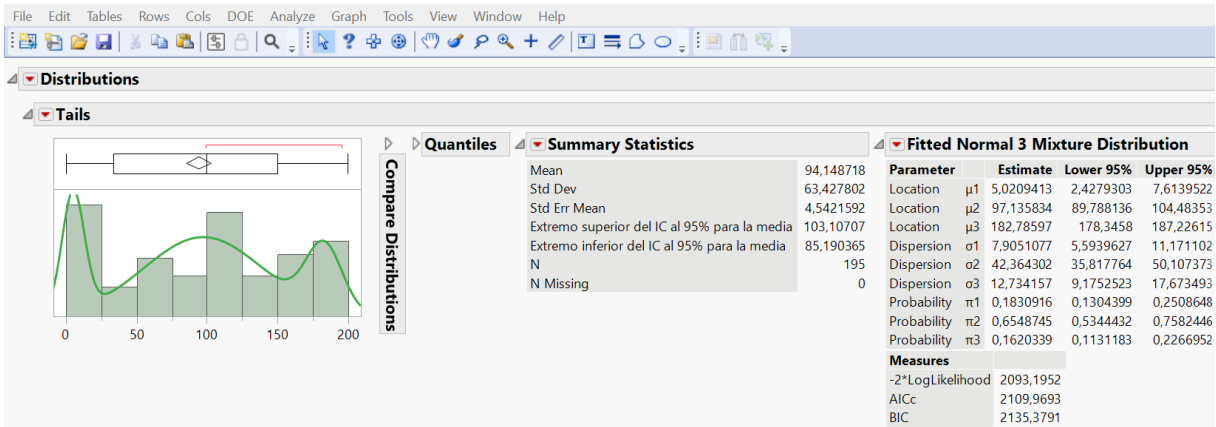 File Edit Tables Rows Cols DOE Analyze Graph Tools View Window Help
Distributions
Tails
0 50 100 150 200
Compare Distributions
Quantiles
Summary Statistics
Mean 94,148718
Std Dev 63,427802
Std Err Mean 4,5421592
Extremo superior del IC al 95% para la media 103,10707
Extremo inferior del IC al 95% para la media 85,190365
N 195
N Missing 0
Fitted Normal 3 Mixture Distribution
Parameter Estimate Lower 95% Upper 95%
Location μ1 5,0209413 2,4279303 7,6139522
Location μ2 97,135834 89,788136 104,48353
Location μ3 182,78597 178,3458 187,22615
Dispersion σ1 7,9051077 5,5939627 11,171102
Dispersion σ2 42,364302 35,817764 50,107373
Dispersion σ3 12,734157 9,1752523 17,673493
Probability π1 0,1830916 0,1304399 0,2508648
Probability π2 0,6548745 0,5344432 0,7582446
Probability π3 0,1620339 0,1131183 0,2266952
Measures
-2*LogLikelihood 2093,1952
AICc 2109,9693
BIC 2135,3791